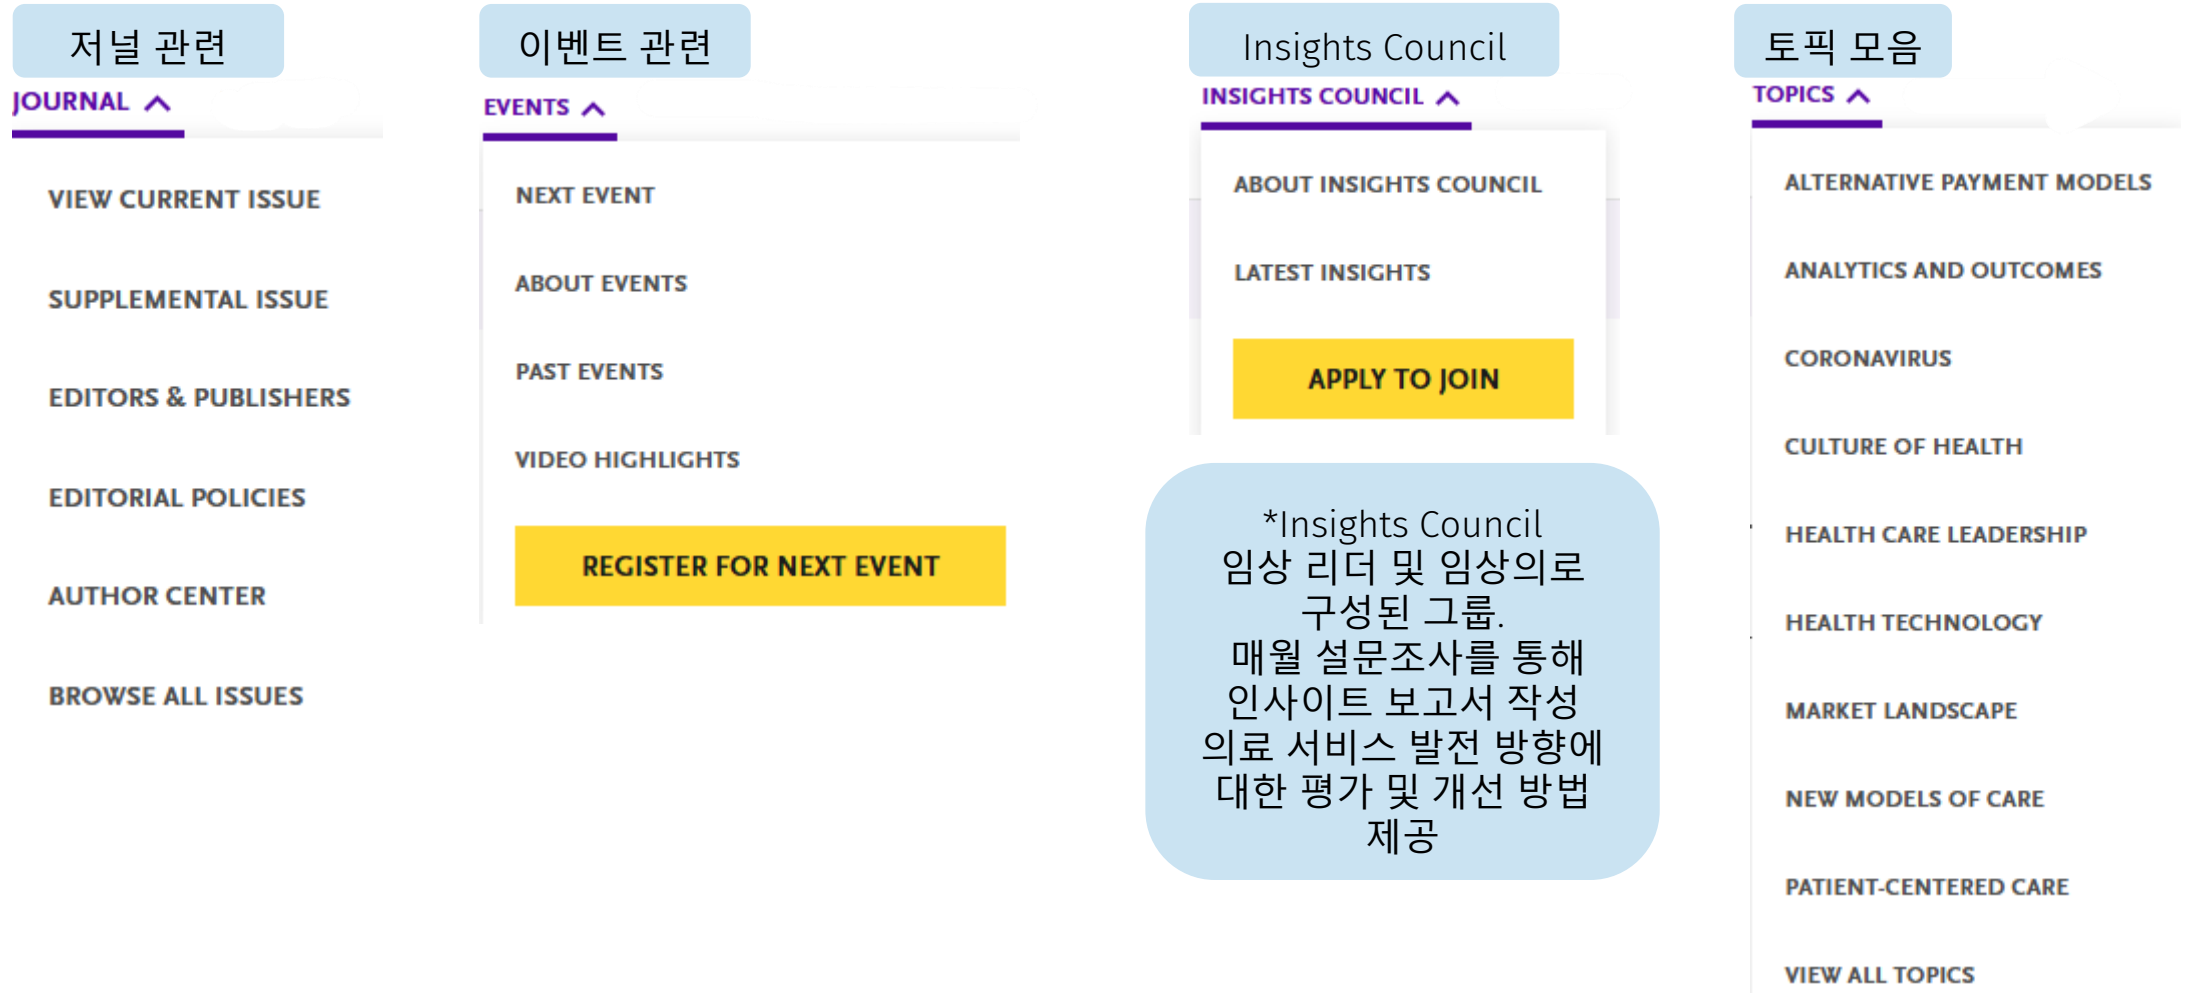 저널 관련
JOURNAL
VIEW CURRENT ISSUE
SUPPLEMENTAL ISSUE
EDITORS & PUBLISHERS
EDITORIAL POLICIES
AUTHOR CENTER
BROWSE ALL ISSUES
이벤트 관련
EVENTS
NEXT EVENT
ABOUT EVENTS
PAST EVENTS
VIDEO HIGHLIGHTS
REGISTER FOR NEXT EVENT
Insights Council
INSIGHTS COUNCIL
ABOUT INSIGHTS COUNCIL
LATEST INSIGHTS
APPLY TO JOIN
*Insights Council
임상 리더 및 임상의로
구성된 그룹.
매월 설문조사를 통해
인사이트 보고서 작성
의료 서비스 발전 방향에
대한 평가 및 개선 방법
제공
토픽 모음
TOPICS
ALTERNATIVE PAYMENT MODELS
ANALYTICS AND OUTCOMES
CORONAVIRUS
CULTURE OF HEALTH
HEALTH CARE LEADERSHIP
HEALTH TECHNOLOGY
MARKET LANDSCAPE
NEW MODELS OF CARE
PATIENT-CENTERED CARE
VIEW ALL TOPICS